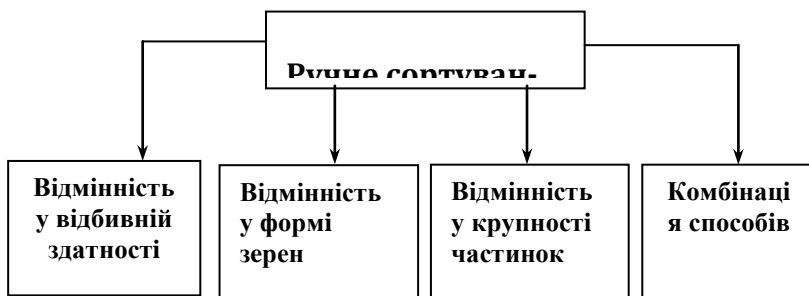 Ручне сортуван-
Відмінність
у відбивній
здатності
Відмінність
у формі
зерен
Відмінність
у крупності
частинок
Комбінаці
я способів